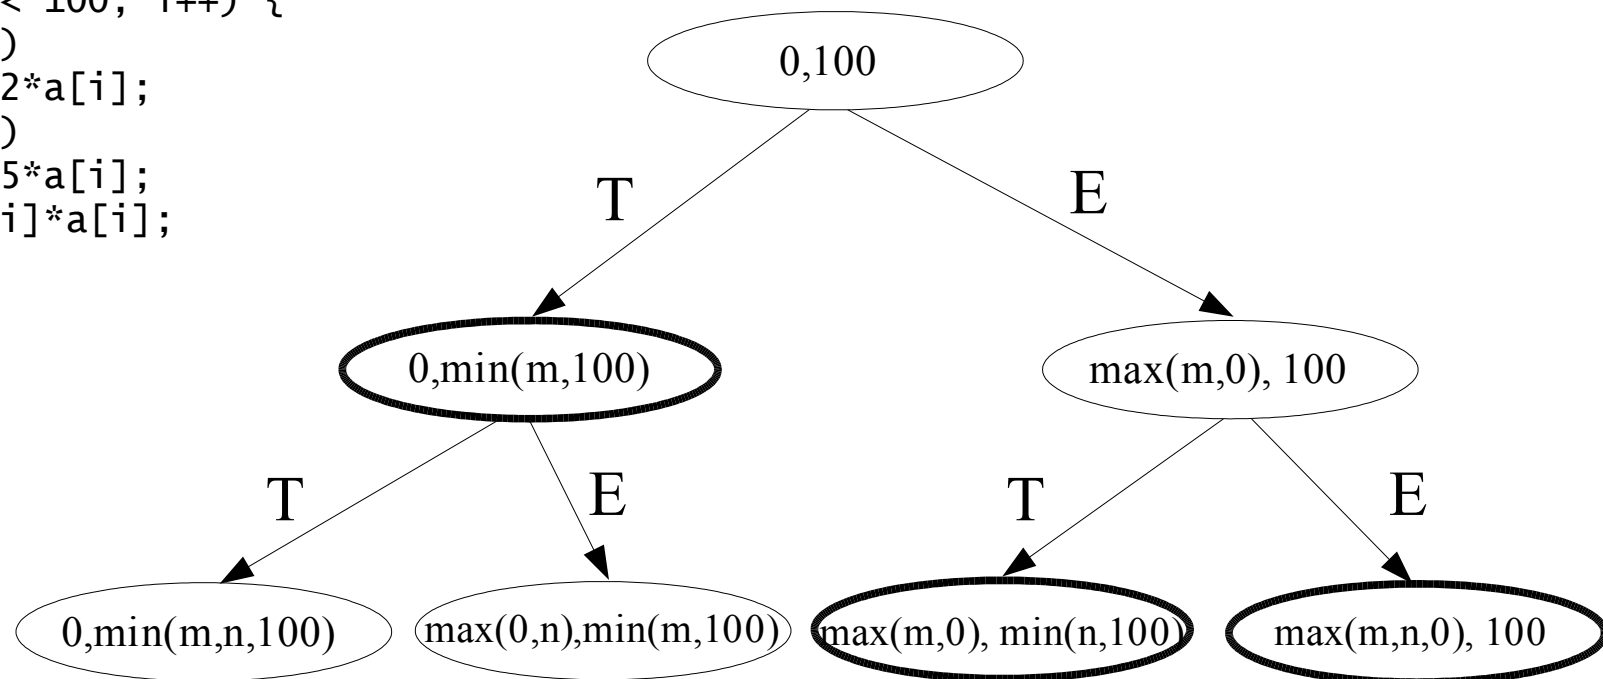 < 100; i++) {
)
2*a[i];
)
5*a[i];
i]*a[i];
0,100
T
E
0,min(m,100)
max(m,0), 100
T
E
T
E
0,min(m,n,100)
max(0,n),min(m,100)
max(m,0), min(n,100)
max(m,n,0), 100